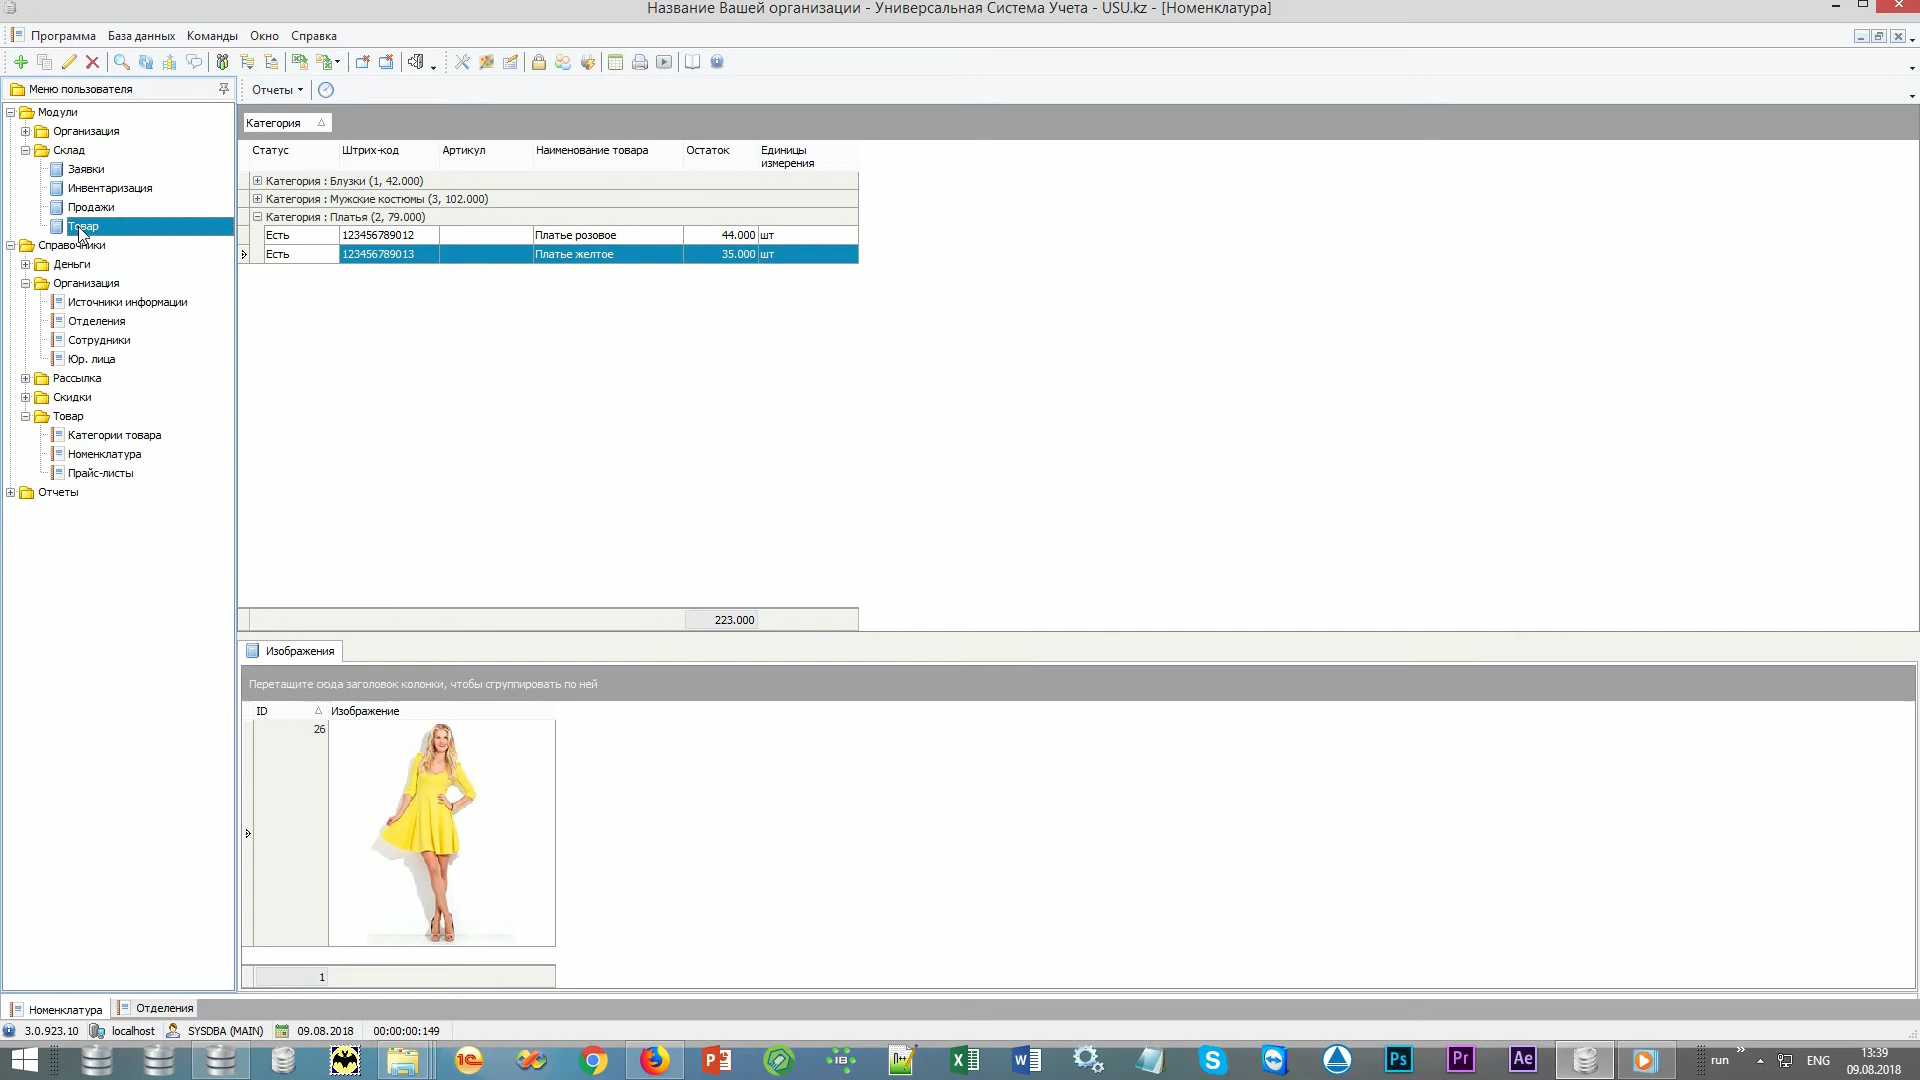 Название Вашей организации - Универсальная Система Учета - USU.kz - [Номенклатура]
Программа База данных Команды Окно Справка
Меню пользователя
Отчеты
Модули
Организация
Склад
Заявки
Инвентаризация
Продажи
Товар
Справочники
Деньги
Организация
Источники информации
Отделения
Сотрудники
Юр. лица
Рассылка
Скидки
Товар
Категории товара
Номенклатура
Прайс-листы
Отчеты
Категория
Статус Штрих-код Артикул Наименование товара Остаток Единицы измерения
Категория : Блузки (1, 42.000)
Категория : Мужские костюмы (3, 102.000)
Категория : Платья (2, 79.000)
Есть 123456789012 Платье розовое 44.000 шт
Есть 123456789013 Платье желтое 35.000 шт
223.000
Изображения
Перетащите сюда заголовок колонки, чтобы сгруппировать по ней
ID Изображение
26
1
Номенклатура Отделения
3.0.923.10 localhost SYSDBA (MAIN) 09.08.2018 00:00:00:149
run ENG 13:39
09.08.2018